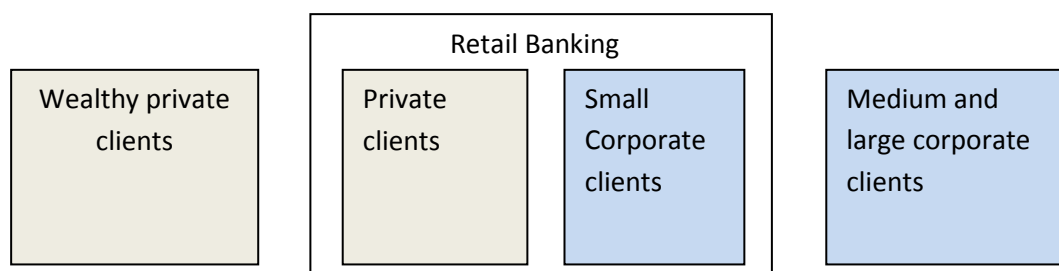 Retail Banking
Wealthy private
clients
Private
clients
Small
Corporate
clients
Medium and
large corporate
clients